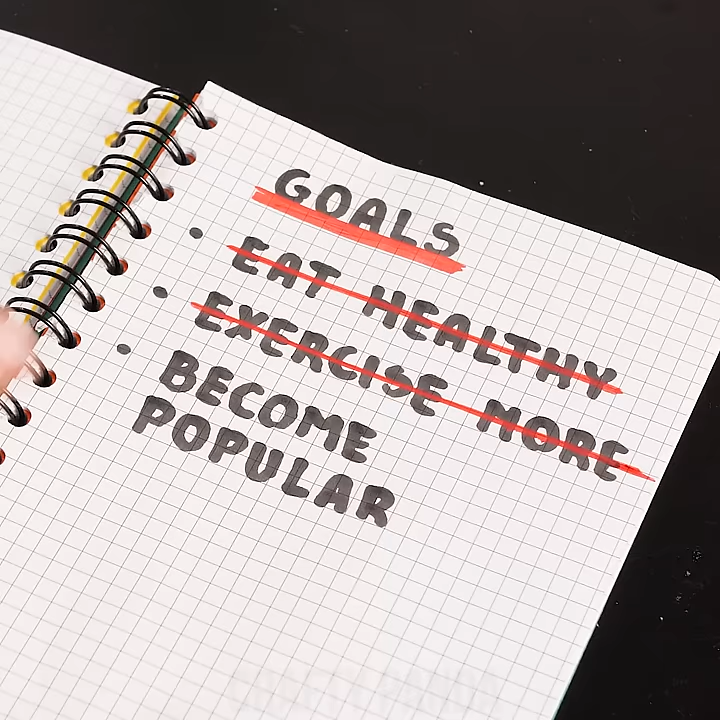 GOALS
• EAT HEALTHY
• EXERCISE MORE
• BECOME
POPULAR